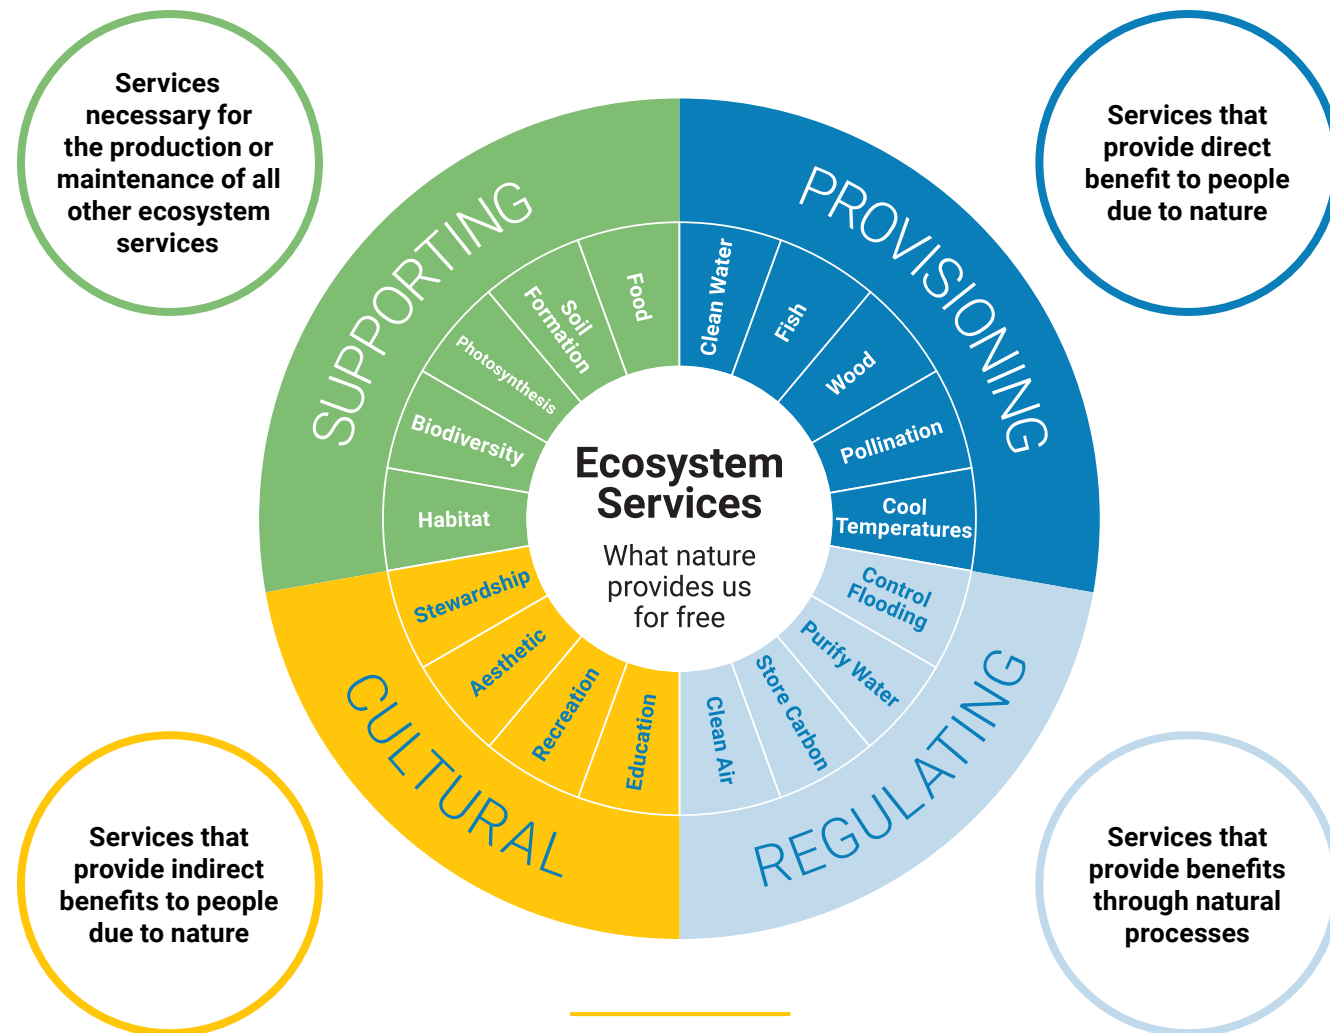 Services
necessary for
the production or
maintenance of all
other ecosystem
services
Services that
provide direct
benefit to people
due to nature
SUPPORTING
PROVISIONING
Food
Soil
Formation
Photosynthesis
Biodiversity
Habitat
Clean Water
Fish
Wood
Pollination
Cool
Temperatures
Ecosystem
Services
What nature
provides us
for free
Stewardship
Aesthetic
Recreation
Education
Control
Flooding
Purify Water
Store Carbon
Clean Air
CULTURAL
REGULATING
Services that
provide indirect
benefits to people
due to nature
Services that
provide benefits
through natural
processes